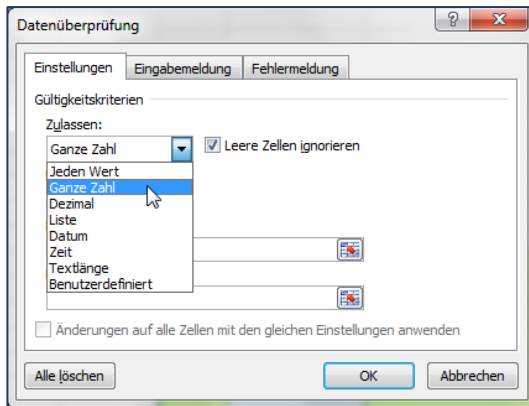 Datenüberprüfung
Einstellungen Eingabemeldung Fehlermeldung
Gültigkeitskriterien
Zulassen:
Ganze Zahl Leere Zellen ignorieren
Jeden Wert
Ganze Zahl
Dezimal
Liste
Datum
Zeit
Textlänge
Benutzerdefiniert
Änderungen auf alle Zellen mit den gleichen Einstellungen anwenden
Alle löschen OK Abbrechen